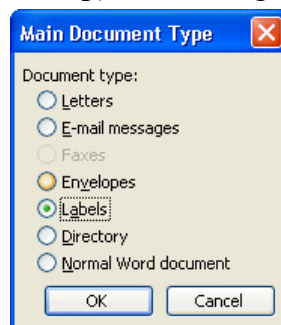 Main Document Type
Document type:
Letters
E-mail messages
Faxes
Envelopes
Labels
Directory
Normal Word document
OK Cancel